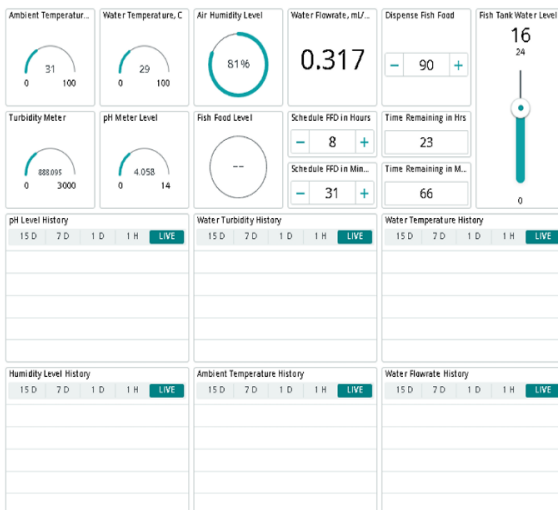 Ambient Temperatur...
31
0 100
Water Temperature, C
29
0 100
Air Humidity Level
81%
Water Flowrate, mL/...
0.317
Dispense Fish Food
− 90 +
Fish Tank Water Level
16
24
0
Turbidity Meter
888.095
0 3000
pH Meter Level
4.058
0 14
Fish Food Level
--
Schedule FFD in Hours
− 8 +
Schedule FFD in Min...
− 31 +
Time Remaining in Hrs
23
Time Remaining in M...
66
pH Level History
15 D 7 D 1 D 1 H LIVE
Water Turbidity History
15 D 7 D 1 D 1 H LIVE
Water Temperature History
15 D 7 D 1 D 1 H LIVE
Humidity Level History
15 D 7 D 1 D 1 H LIVE
Ambient Temperature History
15 D 7 D 1 D 1 H LIVE
Water Flowrate History
15 D 7 D 1 D 1 H LIVE